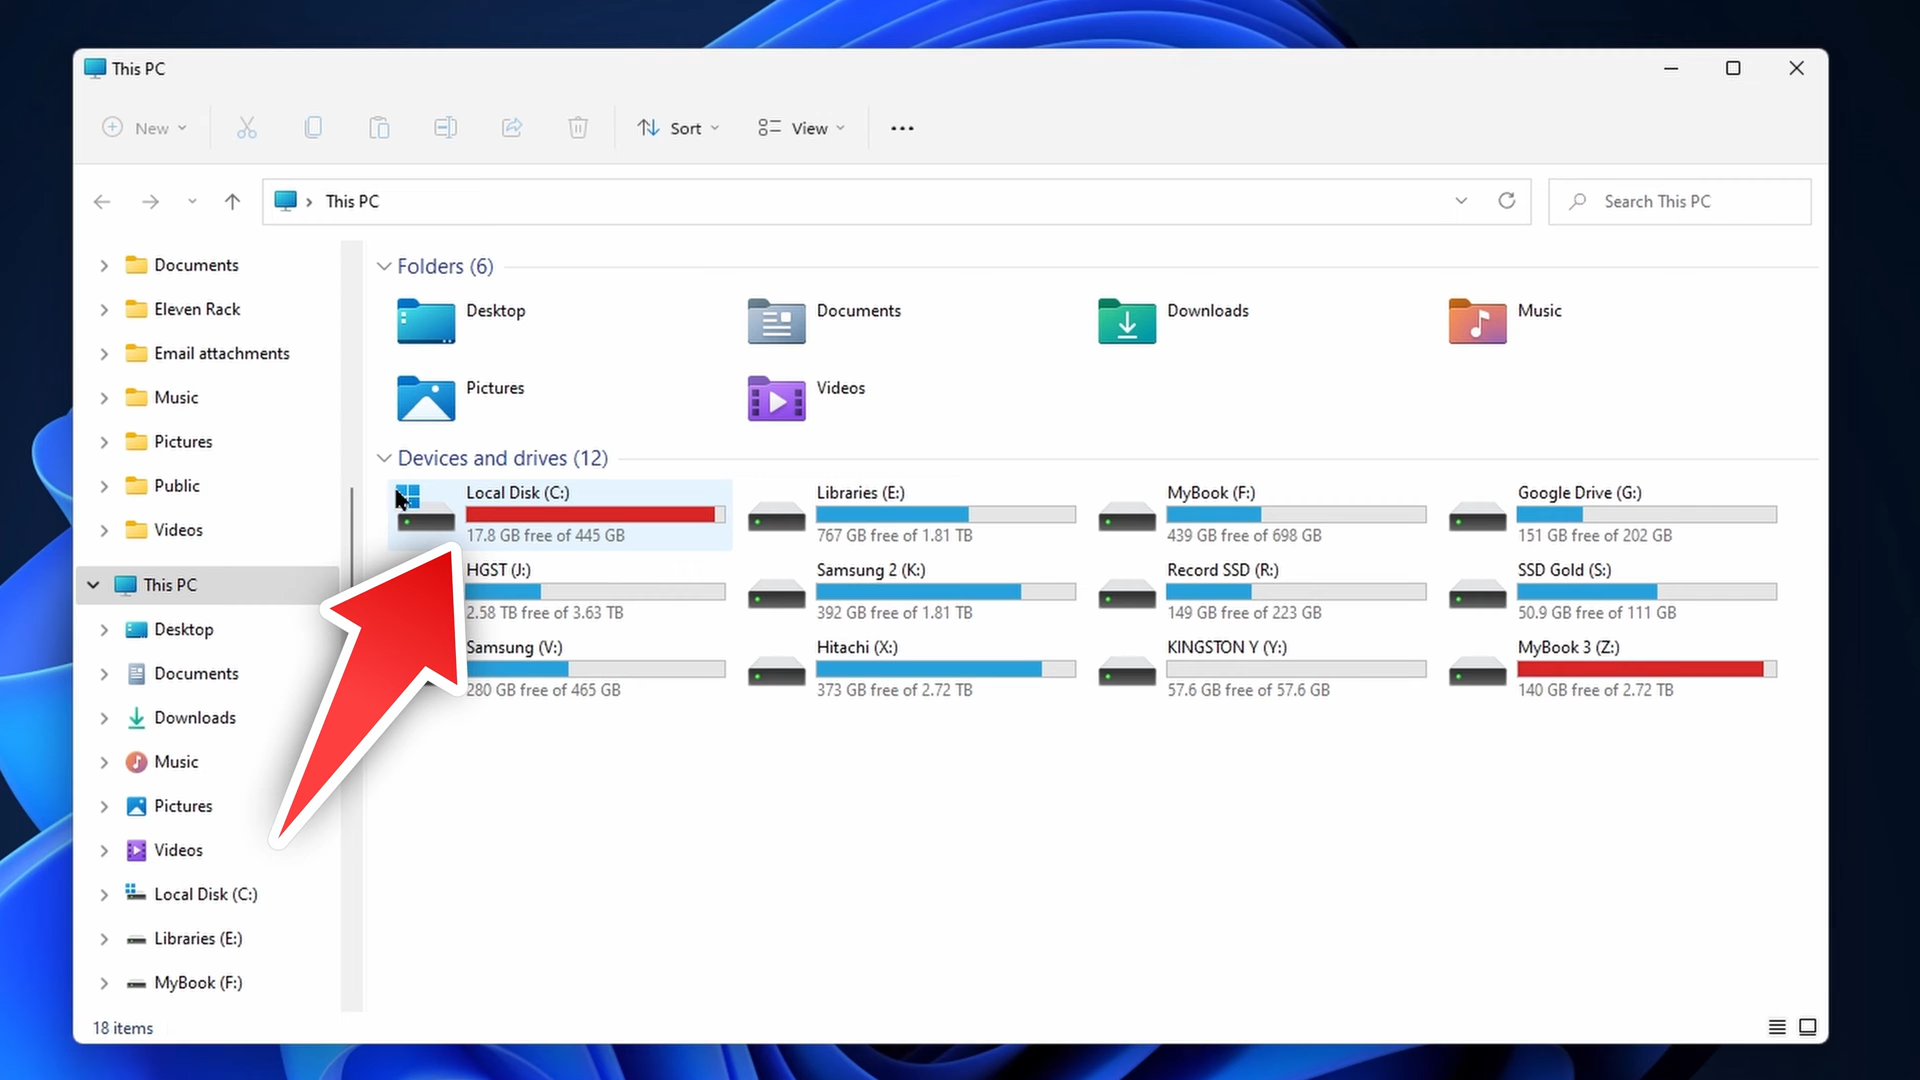 This PC
New
Sort
View
This PC
Search This PC
Documents
Eleven Rack
Email attachments
Music
Pictures
Public
Videos
This PC
Desktop
Documents
Downloads
Music
Pictures
Videos
Local Disk (C:)
Libraries (E:)
MyBook (F:)
Folders (6)
Desktop
Documents
Downloads
Music
Pictures
Videos
Devices and drives (12)
Local Disk (C:)
17.8 GB free of 445 GB
Libraries (E:)
767 GB free of 1.81 TB
MyBook (F:)
439 GB free of 698 GB
Google Drive (G:)
151 GB free of 202 GB
HGST (J:)
2.58 TB free of 3.63 TB
Samsung 2 (K:)
392 GB free of 1.81 TB
Record SSD (R:)
149 GB free of 223 GB
SSD Gold (S:)
50.9 GB free of 111 GB
Samsung (V:)
280 GB free of 465 GB
Hitachi (X:)
373 GB free of 2.72 TB
KINGSTON Y (Y:)
57.6 GB free of 57.6 GB
MyBook 3 (Z:)
140 GB free of 2.72 TB
18 items